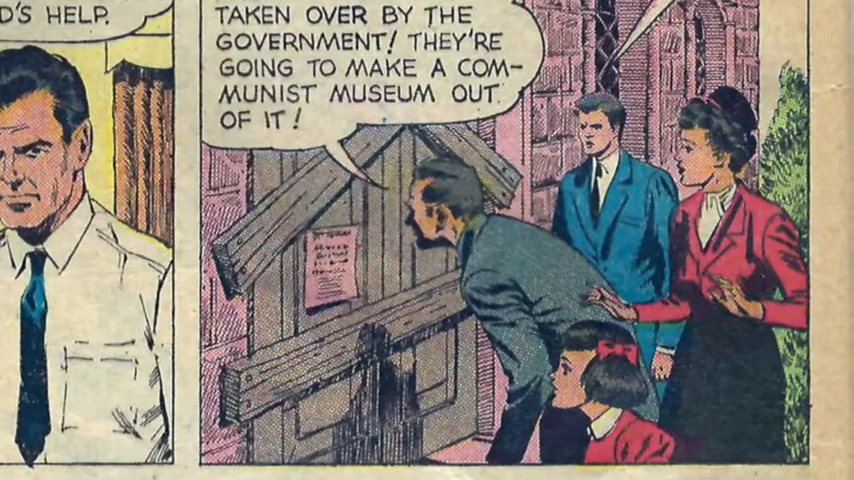 D'S HELP.
TAKEN OVER BY THE
GOVERNMENT! THEY'RE
GOING TO MAKE A COM-
MUNIST MUSEUM OUT
OF IT!